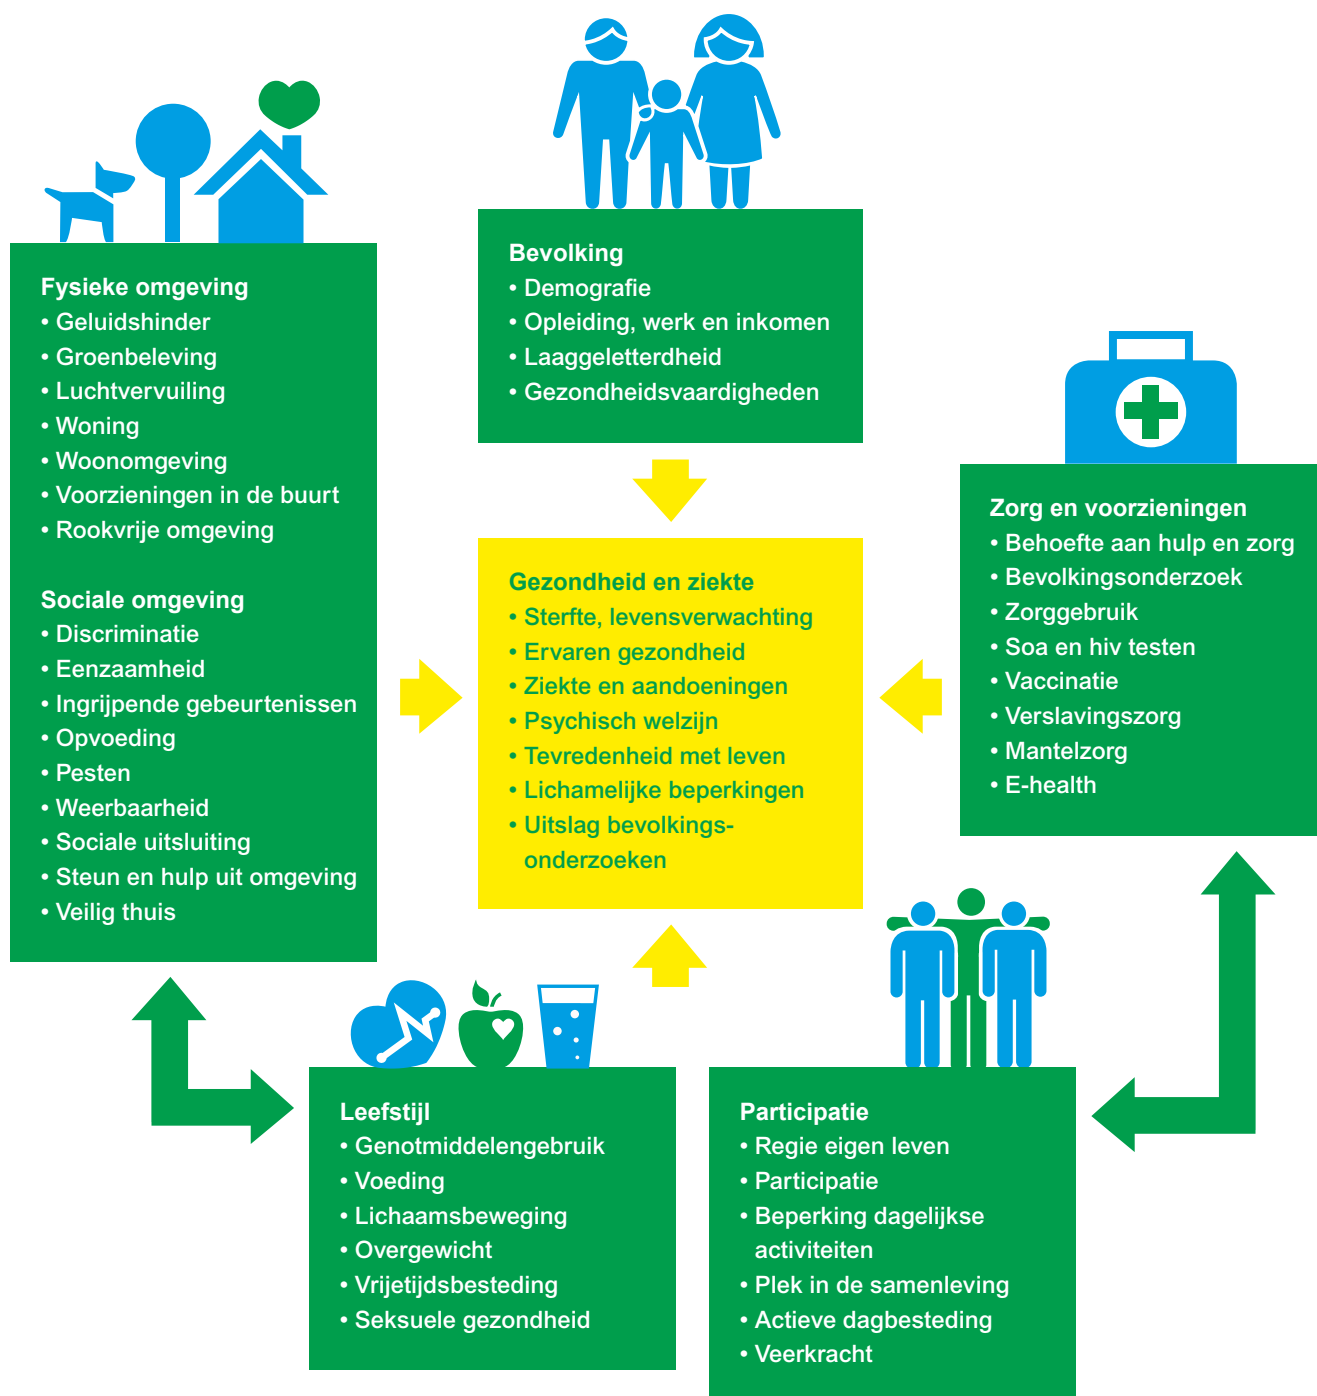 Fysieke omgeving
• Geluidshinder
• Groenbeleving
• Luchtvervuiling
• Woning
• Woonomgeving
• Voorzieningen in de buurt
• Rookvrije omgeving
Sociale omgeving
• Discriminatie
• Eenzaamheid
• Ingrijpende gebeurtenissen
• Opvoeding
• Pesten
• Weerbaarheid
• Sociale uitsluiting
• Steun en hulp uit omgeving
• Veilig thuis
Bevolking
• Demografie
• Opleiding, werk en inkomen
• Laaggeletterdheid
• Gezondheidsvaardigheden
Gezondheid en ziekte
• Sterfte, levensverwachting
• Ervaren gezondheid
• Ziekte en aandoeningen
• Psychisch welzijn
• Tevredenheid met leven
• Lichamelijke beperkingen
• Uitslag bevolkings-
onderzoeken
Zorg en voorzieningen
• Behoefte aan hulp en zorg
• Bevolkingsonderzoek
• Zorggebruik
• Soa en hiv testen
• Vaccinatie
• Verslavingszorg
• Mantelzorg
• E-health
Leefstijl
• Genotmiddelengebruik
• Voeding
• Lichaamsbeweging
• Overgewicht
• Vrijetijdsbesteding
• Seksuele gezondheid
Participatie
• Regie eigen leven
• Participatie
• Beperking dagelijkse
activiteiten
• Plek in de samenleving
• Actieve dagbesteding
• Veerkracht